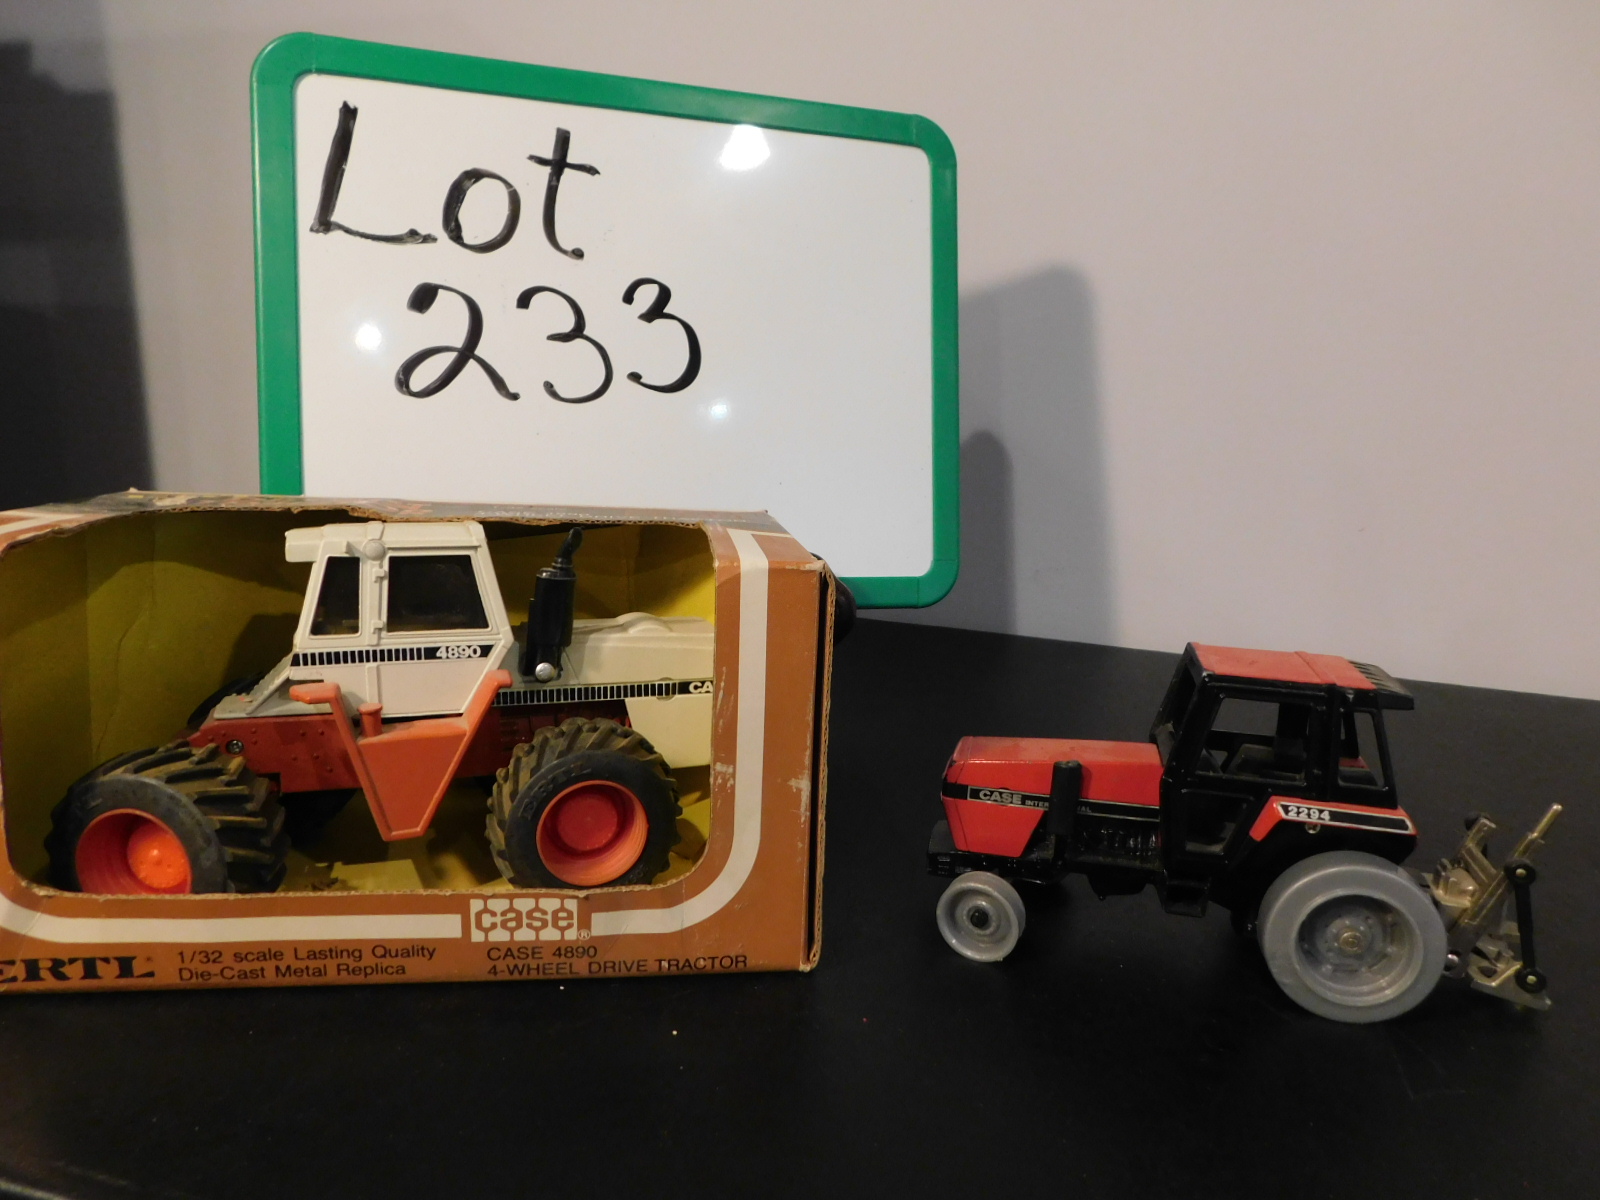 Lot
233
4890
CA
case®
ERTL
1/32 scale Lasting Quality
Die-Cast Metal Replica
CASE 4890
4-WHEEL DRIVE TRACTOR
CASE
2294